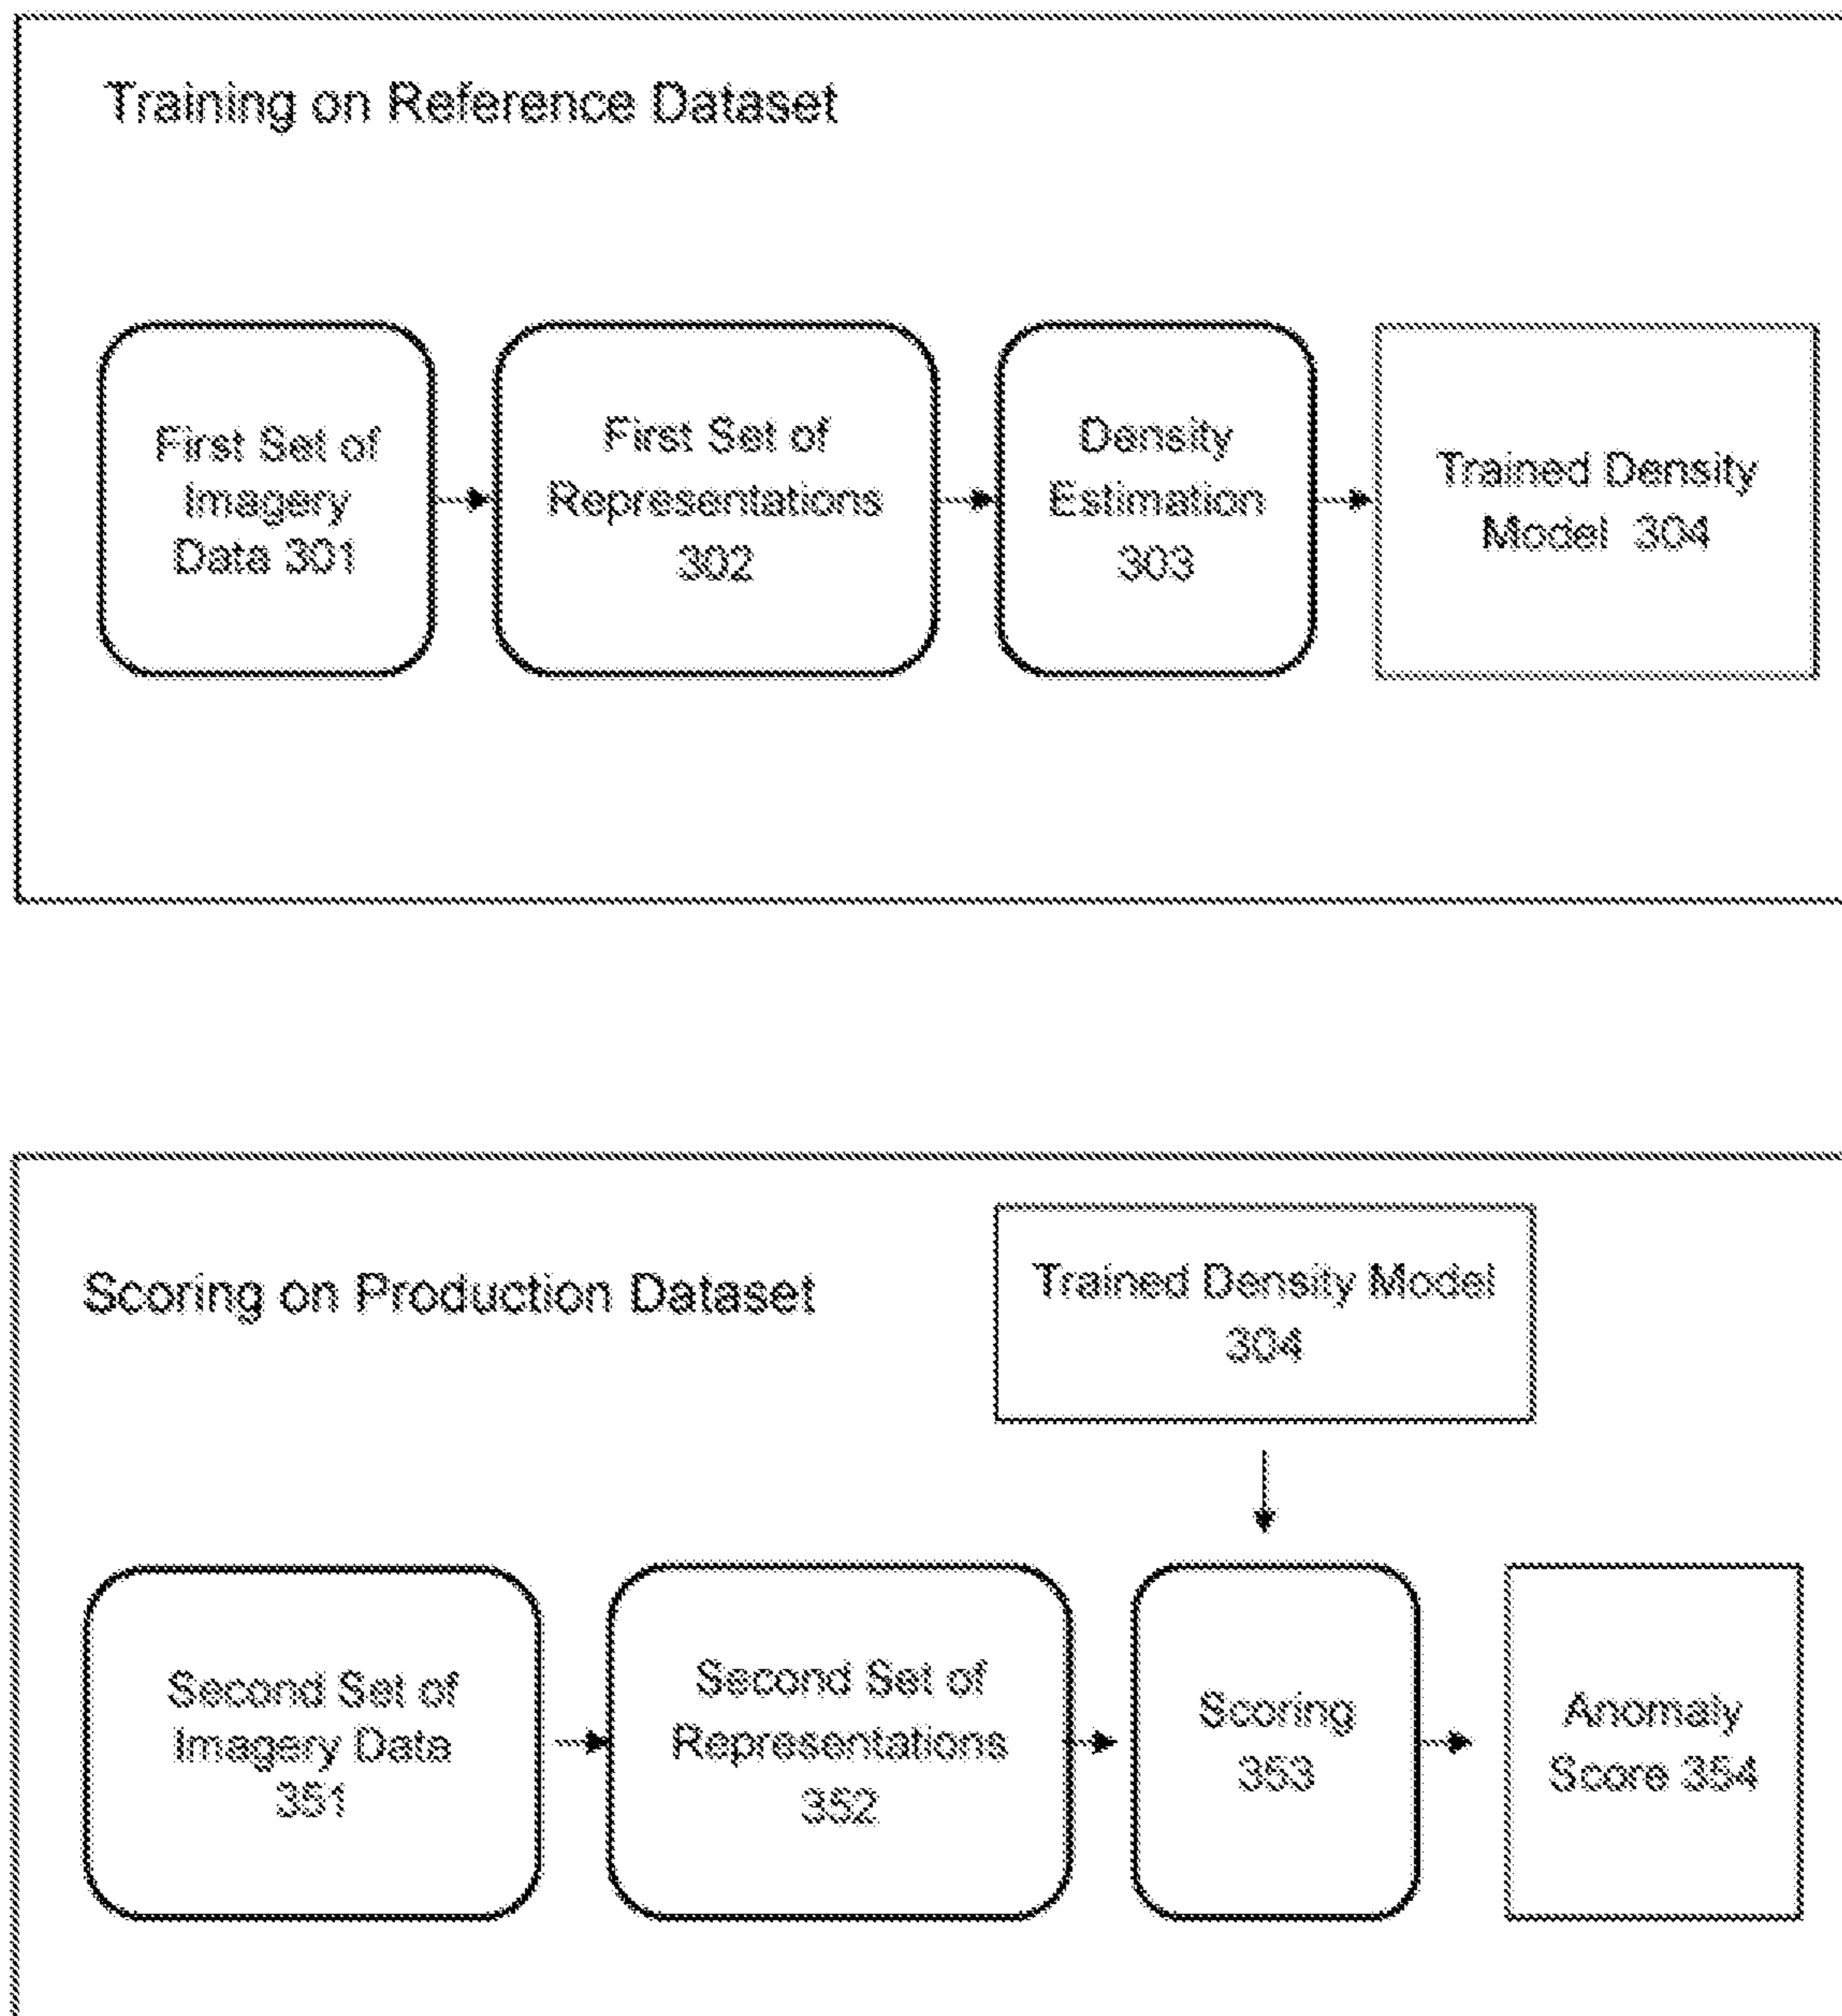 Training on Reference Dataset
First Set of
Imagery
Data 301
First Set of
Representations
302
Density
Estimation
303
Trained Density
Model 304
Scoring on Production Dataset
Trained Density Model
304
Second Set of
Imagery Data
351
Second Set of
Representations
352
Scoring
353
Anomaly
Score 354